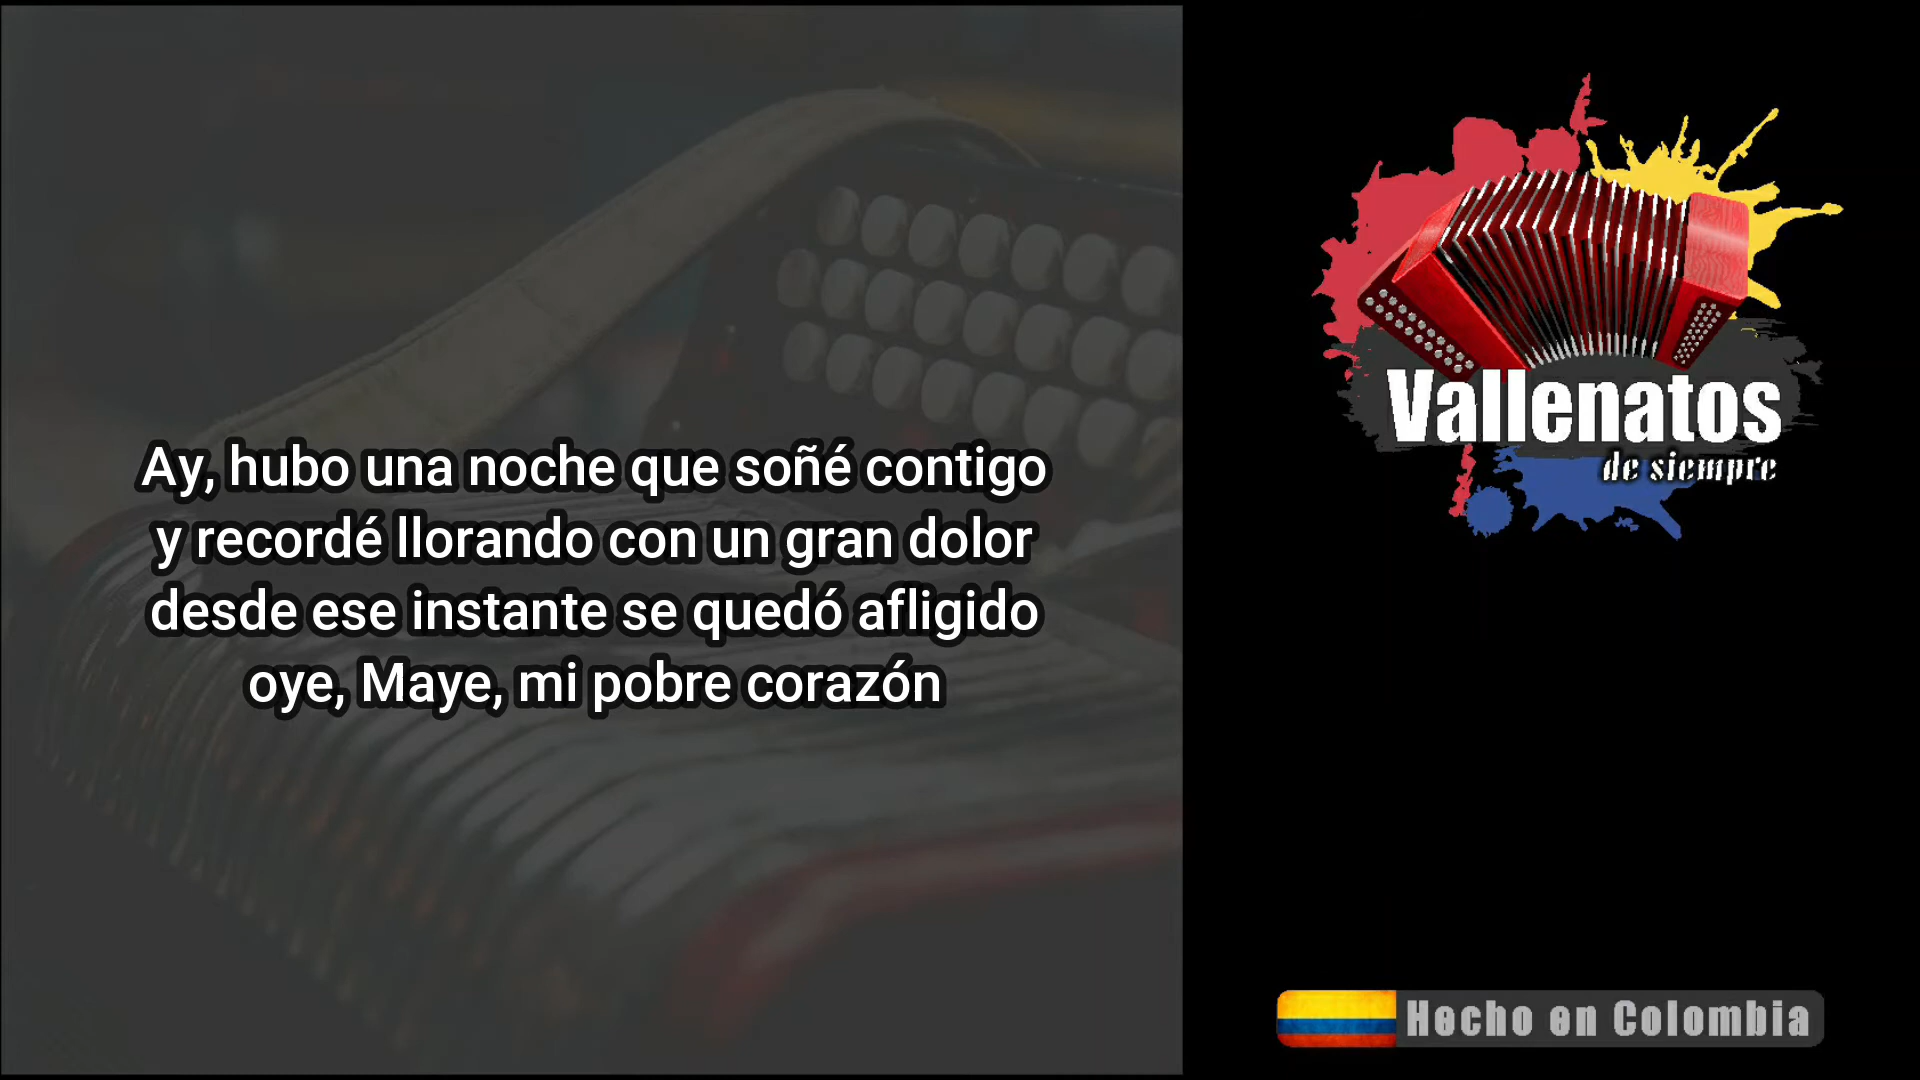 Ay, hubo una noche que soñé contigo
y recordé llorando con un gran dolor
desde ese instante se quedó afligido
oye, Maye, mi pobre corazón
Vallenatos
de siempre
Hecho en Colombia